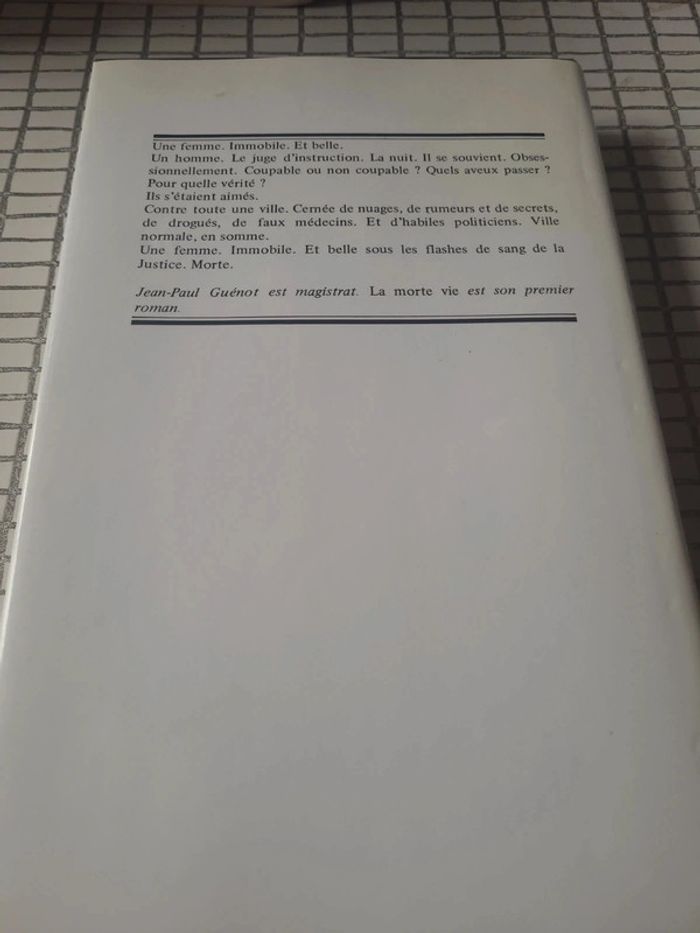 Une femme. Immobile. Et belle.
Un homme. Le juge d'instruction. La nuit. Il se souvient. Obses-
sionnellement. Coupable ou non coupable ? Quels aveux passer ?
Pour quelle vérité ?
Ils s'étaient aimés.
Contre toute une ville. Cernée de nuages, de rumeurs et de secrets,
de drogués, de faux médecins. Et d'habiles politiciens. Ville
normale, en somme.
Une femme. Immobile. Et belle sous les flashes de sang de la
Justice. Morte.
Jean-Paul Guénot est magistrat. La morte vie est son premier
roman.